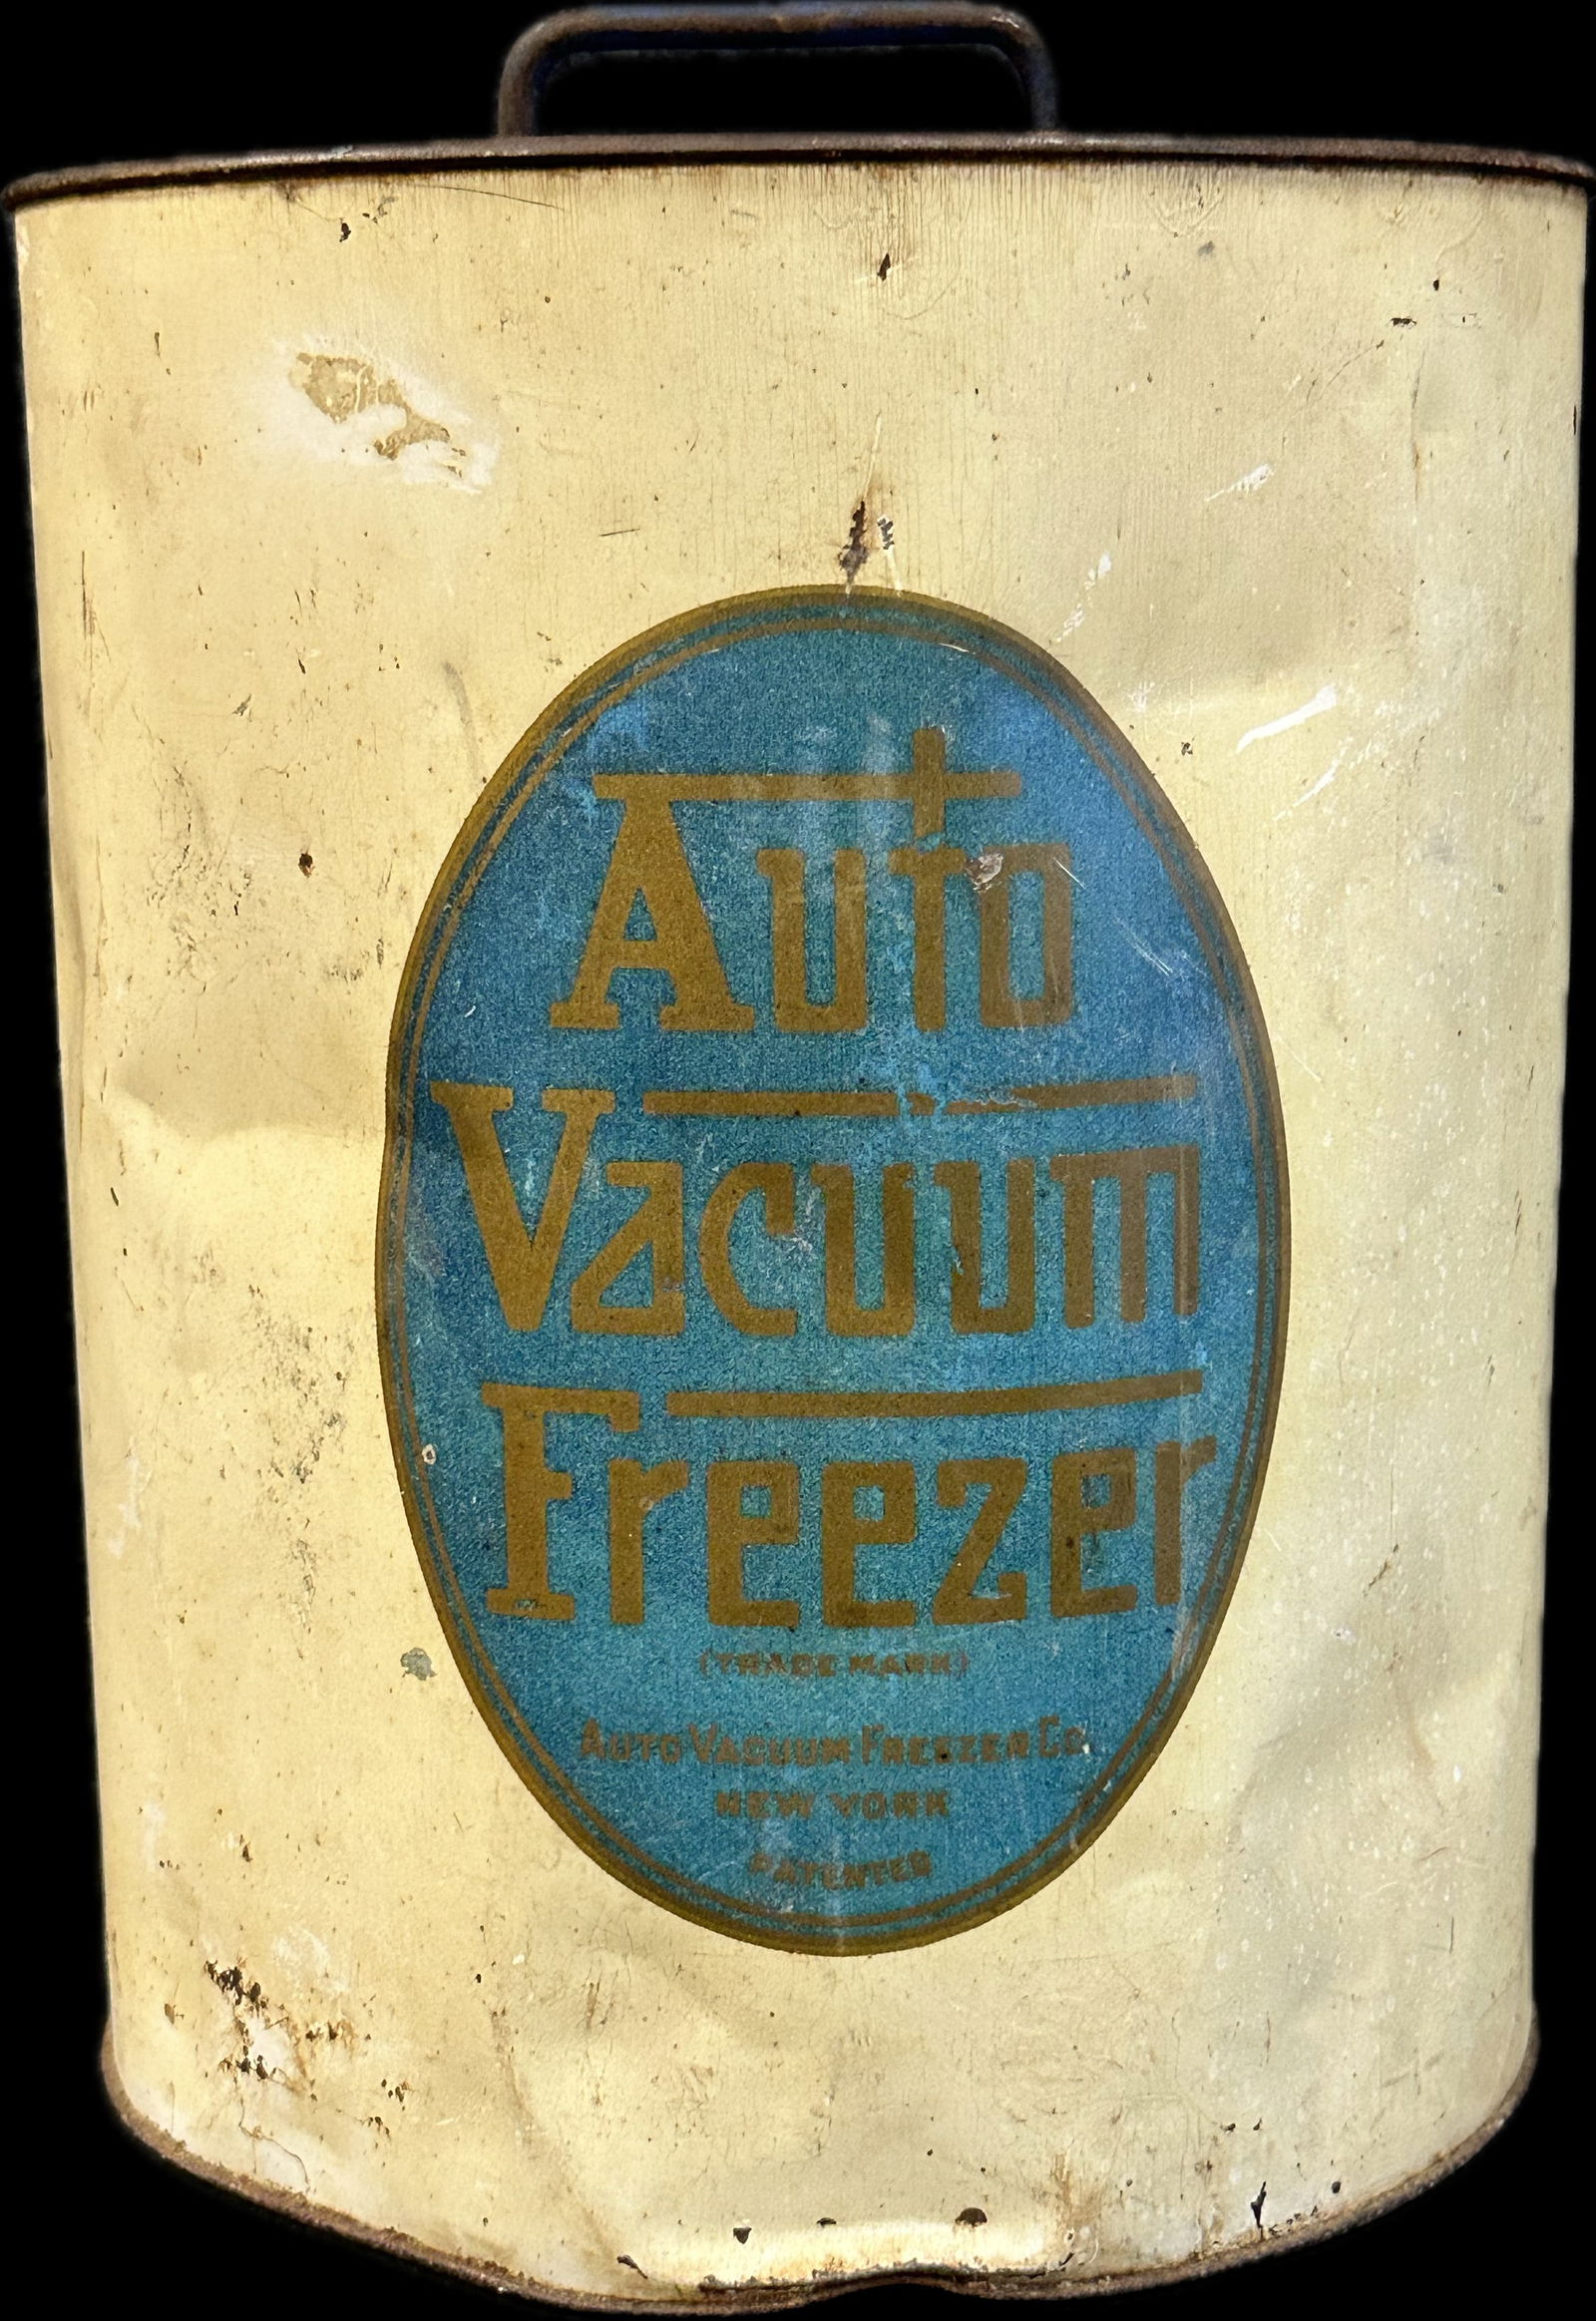 Auto
Vacuum
Freezer
(TRADE MARK)
AUTO VACUUM FREEZER CO.
NEW YORK
PATENTED